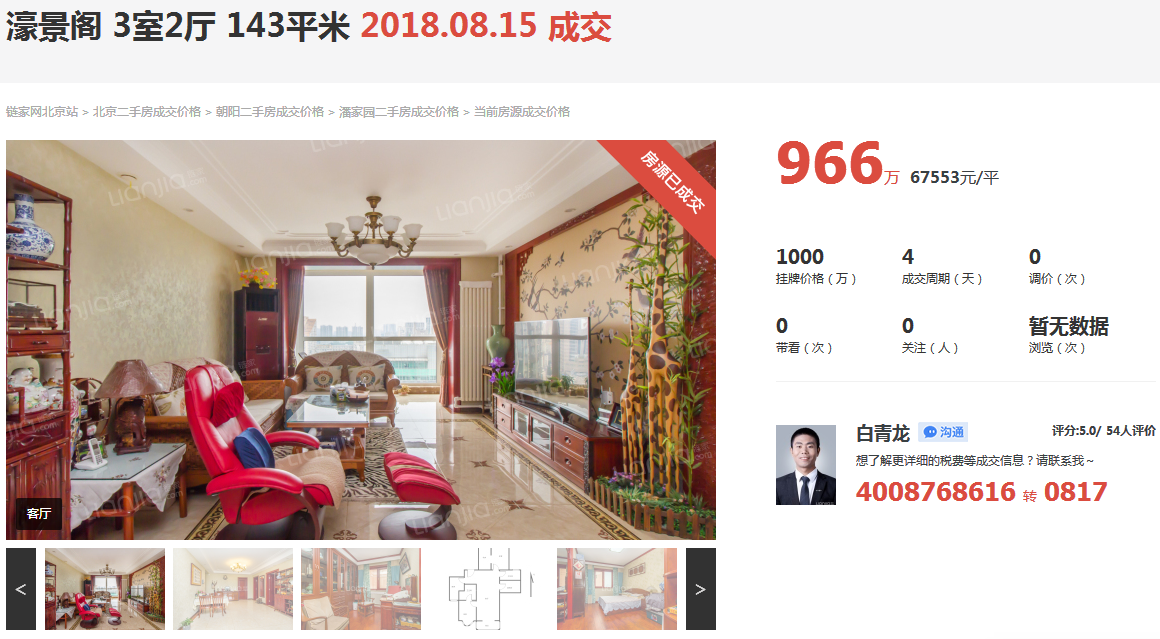 濠景阁 3室2厅 143平米 2018.08.15 成交
链家网北京站 > 北京二手房成交价格 > 朝阳二手房成交价格 > 潘家园二手房成交价格 > 当前房源成交价格
房源已成交
966万 67553元/平
1000 4 0
挂牌价格（万） 成交周期（天） 调价（次）
0 0 暂无数据
带看（次） 关注（人） 浏览（次）
白青龙 沟通 评分:5.0/ 54人评价
想了解更详细的税费等成交信息？请联系我～
4008768616 转 0817
客厅
< >
lianjia